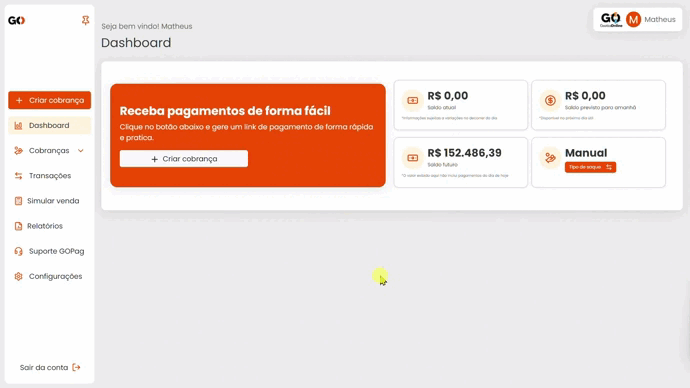 GO
Seja bem vindo! Matheus
Dashboard
GO
GestãoOnline
M
Matheus
Criar cobrança
Dashboard
Cobranças
Transações
Simular venda
Relatórios
Suporte GOPag
Configurações
Sair da conta
Receba pagamentos de forma fácil
Clique no botão abaixo e gere um link de pagamento de forma rápida
e pratica.
Criar cobrança
R$ 0,00
Saldo atual
*Informações sujeitas a variações no decorrer do dia
R$ 0,00
Saldo previsto para amanhã
*Disponível no próximo dia útil
R$ 152.486,39
Saldo futuro
*O valor exibido aqui não inclui pagamentos do dia de hoje
Manual
Tipo de saque